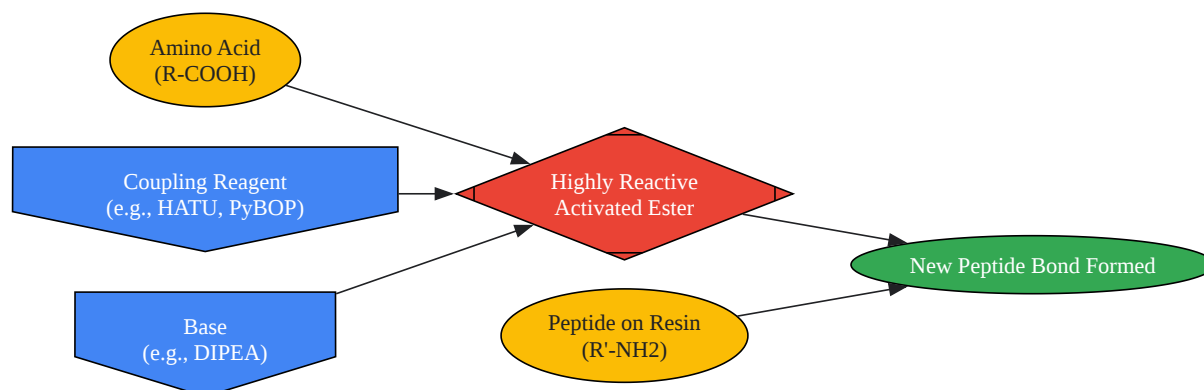 Amino Acid
(R-COOH)
Coupling Reagent
(e.g., HATU, PyBOP)
Base
(e.g., DIPEA)
Highly Reactive
Activated Ester
Peptide on Resin
(R'-NH2)
New Peptide Bond Formed